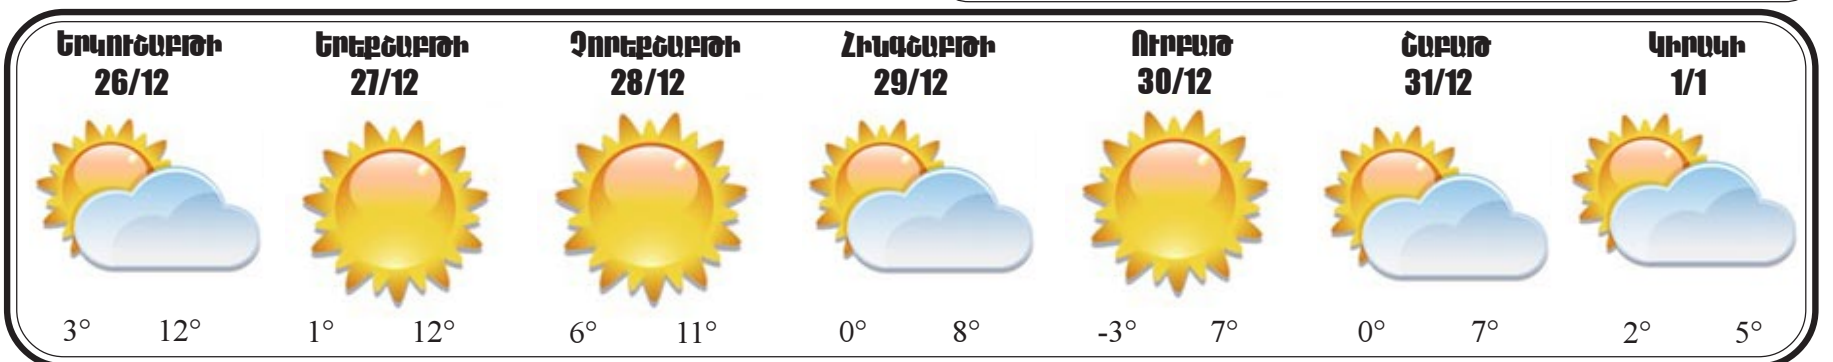 Երկուշաբթի Երեքշաբթի Չորեքշաբթի Հինգշաբթի Ուրբաթ Շաբաթ Կիրակի
26/12 27/12 28/12 29/12 30/12 31/12 1/1
3° 12° 1° 12° 6° 11° 0° 8° -3° 7° 0° 7° 2° 5°